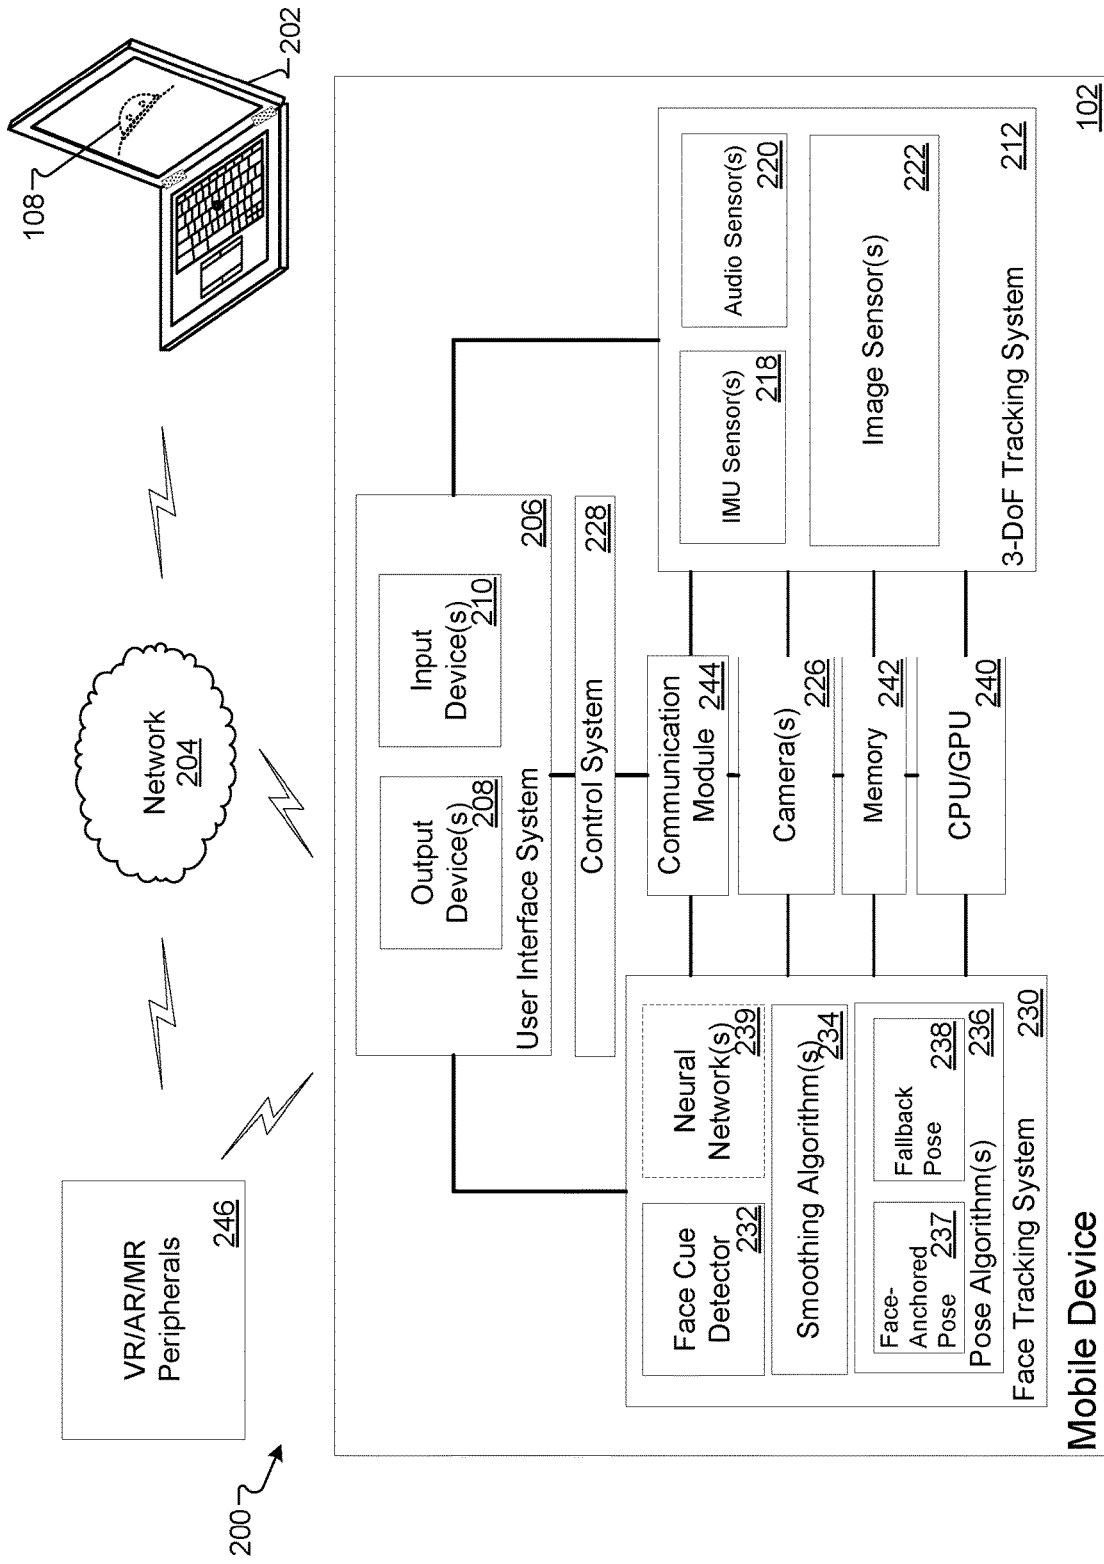 200
VR/AR/MR
Peripherals
246
Network
204
108
202
Output
Device(s)
208
Input
Device(s)
210
User Interface System
206
Control System
228
Face Cue
Detector
232
Neural
Network(s)
239
Smoothing Algorithm(s)
234
Face-
Anchored
Pose
237
Fallback
Pose
238
Pose Algorithm(s)
236
Face Tracking System
230
Communication
Module
244
Camera(s)
226
Memory
242
CPU/GPU
240
IMU Sensor(s)
218
Audio Sensor(s)
220
Image Sensor(s)
222
3-DoF Tracking System
212
Mobile Device
102